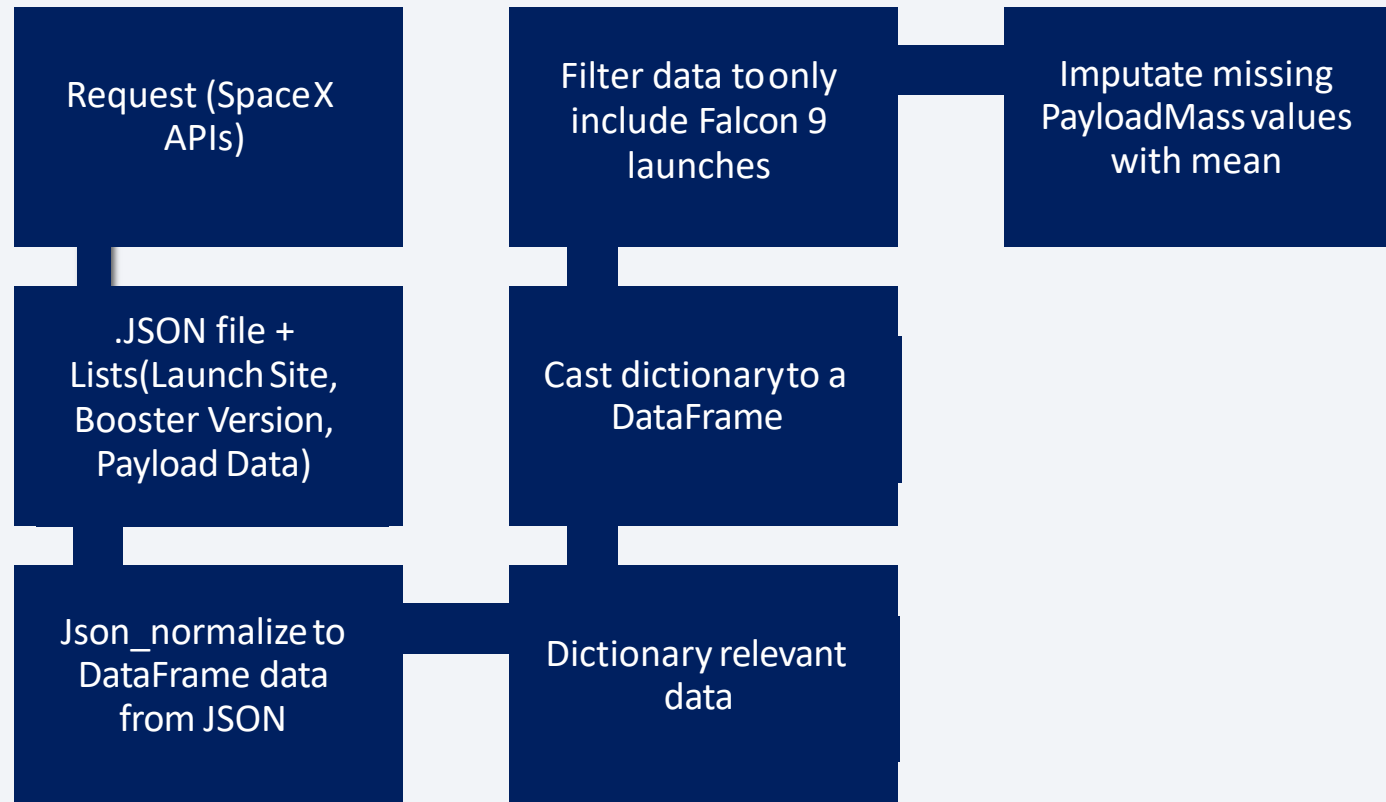 Request (SpaceX
APIs)
.JSON file +
Lists(Launch Site,
Booster Version,
Payload Data)
Json_normalize to
DataFrame data
from JSON
Dictionary relevant
data
Cast dictionary to a
DataFrame
Filter data to only
include Falcon 9
launches
Imputate missing
PayloadMass values
with mean